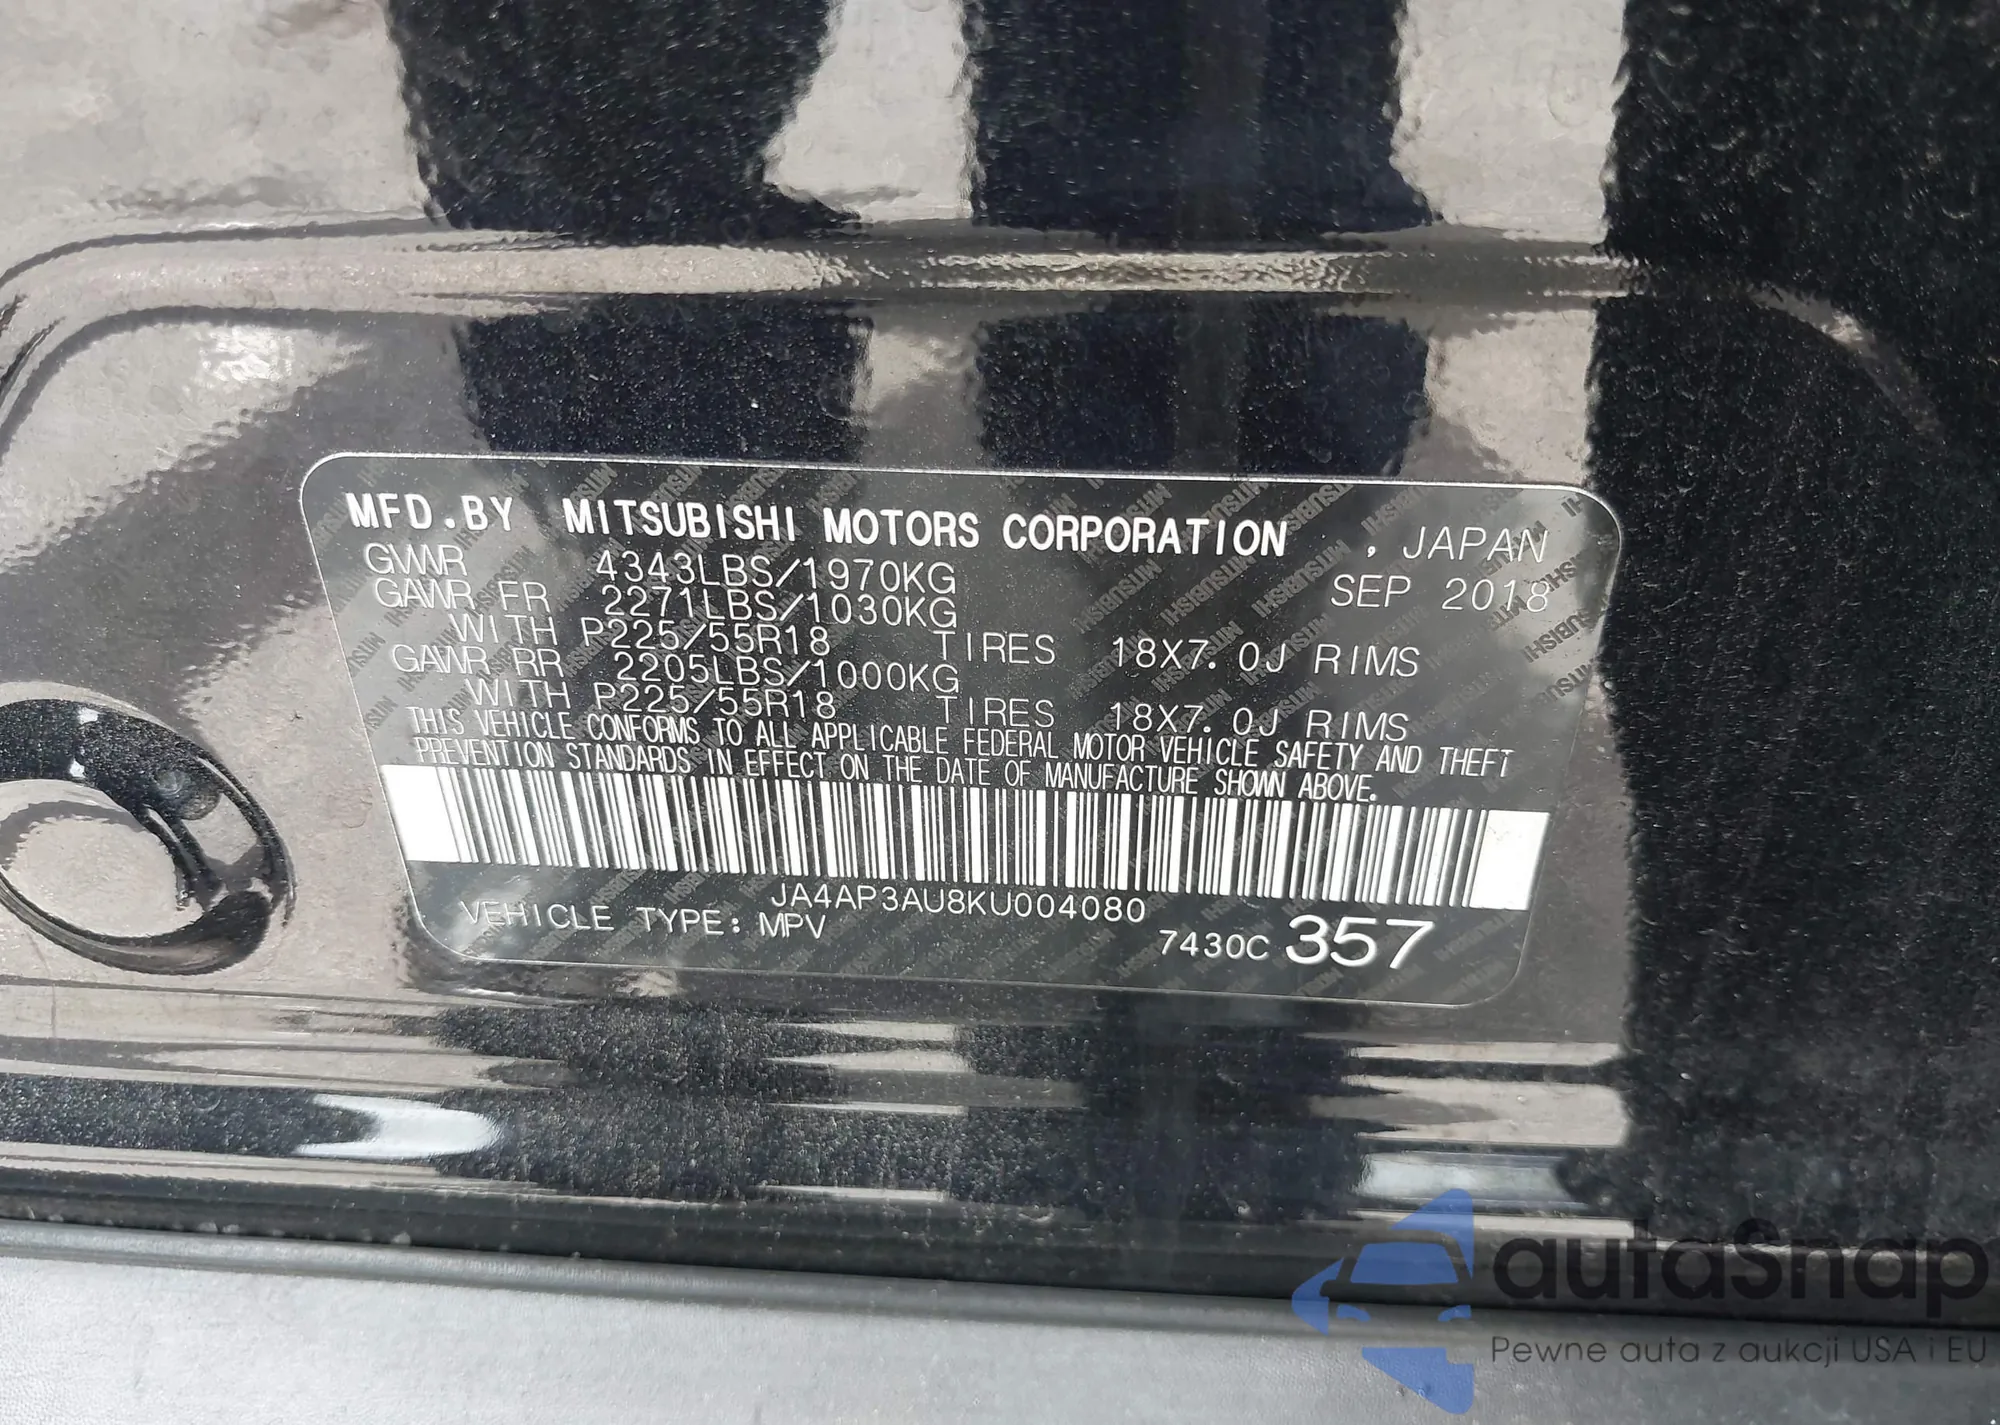 MFD.BY MITSUBISHI MOTORS CORPORATION , JAPAN
GVWR 4343LBS/1970KG SEP 2018
GAWR FR 2271LBS/1030KG
WITH P225/55R18 TIRES 18X7.0J RIMS
GAWR RR 2205LBS/1000KG
WITH P225/55R18 TIRES 18X7.0J RIMS
THIS VEHICLE CONFORMS TO ALL APPLICABLE FEDERAL MOTOR VEHICLE SAFETY AND THEFT
PREVENTION STANDARDS IN EFFECT ON THE DATE OF MANUFACTURE SHOWN ABOVE.
JA4AP3AU8KU004080
VEHICLE TYPE: MPV 7430C 357
autaSnap
Pewne auta z aukcji USA i EU